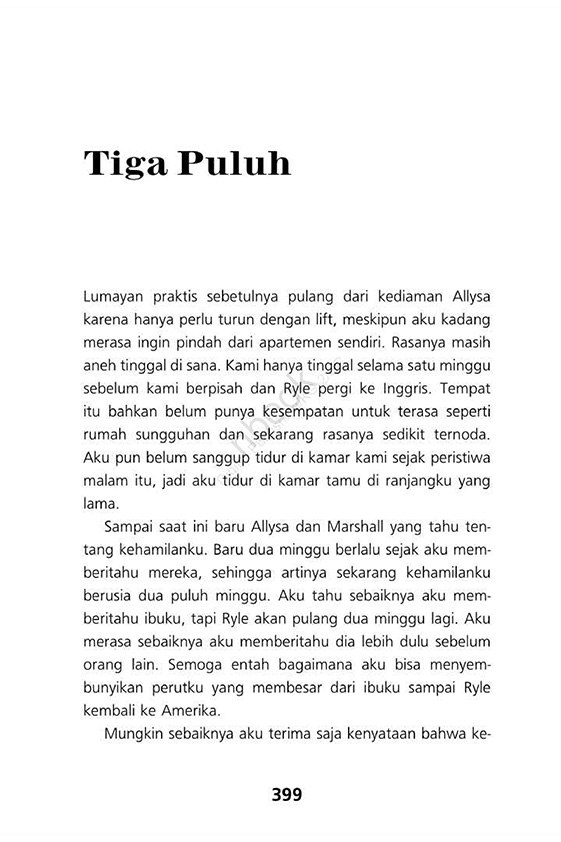 Tiga Puluh
Lumayan praktis sebetulnya pulang dari kediaman Allysa
karena hanya perlu turun dengan lift, meskipun aku kadang
merasa ingin pindah dari apartemen sendiri. Rasanya masih
aneh tinggal di sana. Kami hanya tinggal selama satu minggu
sebelum kami berpisah dan Ryle pergi ke Inggris. Tempat
itu bahkan belum punya kesempatan untuk terasa seperti
rumah sungguhan dan sekarang rasanya sedikit ternoda.
Aku pun belum sanggup tidur di kamar kami sejak peristiwa
malam itu, jadi aku tidur di kamar tamu di ranjangku yang
lama.
Sampai saat ini baru Allysa dan Marshall yang tahu ten-
tang kehamilanku. Baru dua minggu berlalu sejak aku mem-
beritahu mereka, sehingga artinya sekarang kehamilanku
berusia dua puluh minggu. Aku tahu sebaiknya aku mem-
beritahu ibuku, tapi Ryle akan pulang dua minggu lagi. Aku
merasa sebaiknya aku memberitahu dia lebih dulu sebelum
orang lain. Semoga entah bagaimana aku bisa menyem-
bunyikan perutku yang membesar dari ibuku sampai Ryle
kembali ke Amerika.
Mungkin sebaiknya aku terima saja kenyataan bahwa ke-
399